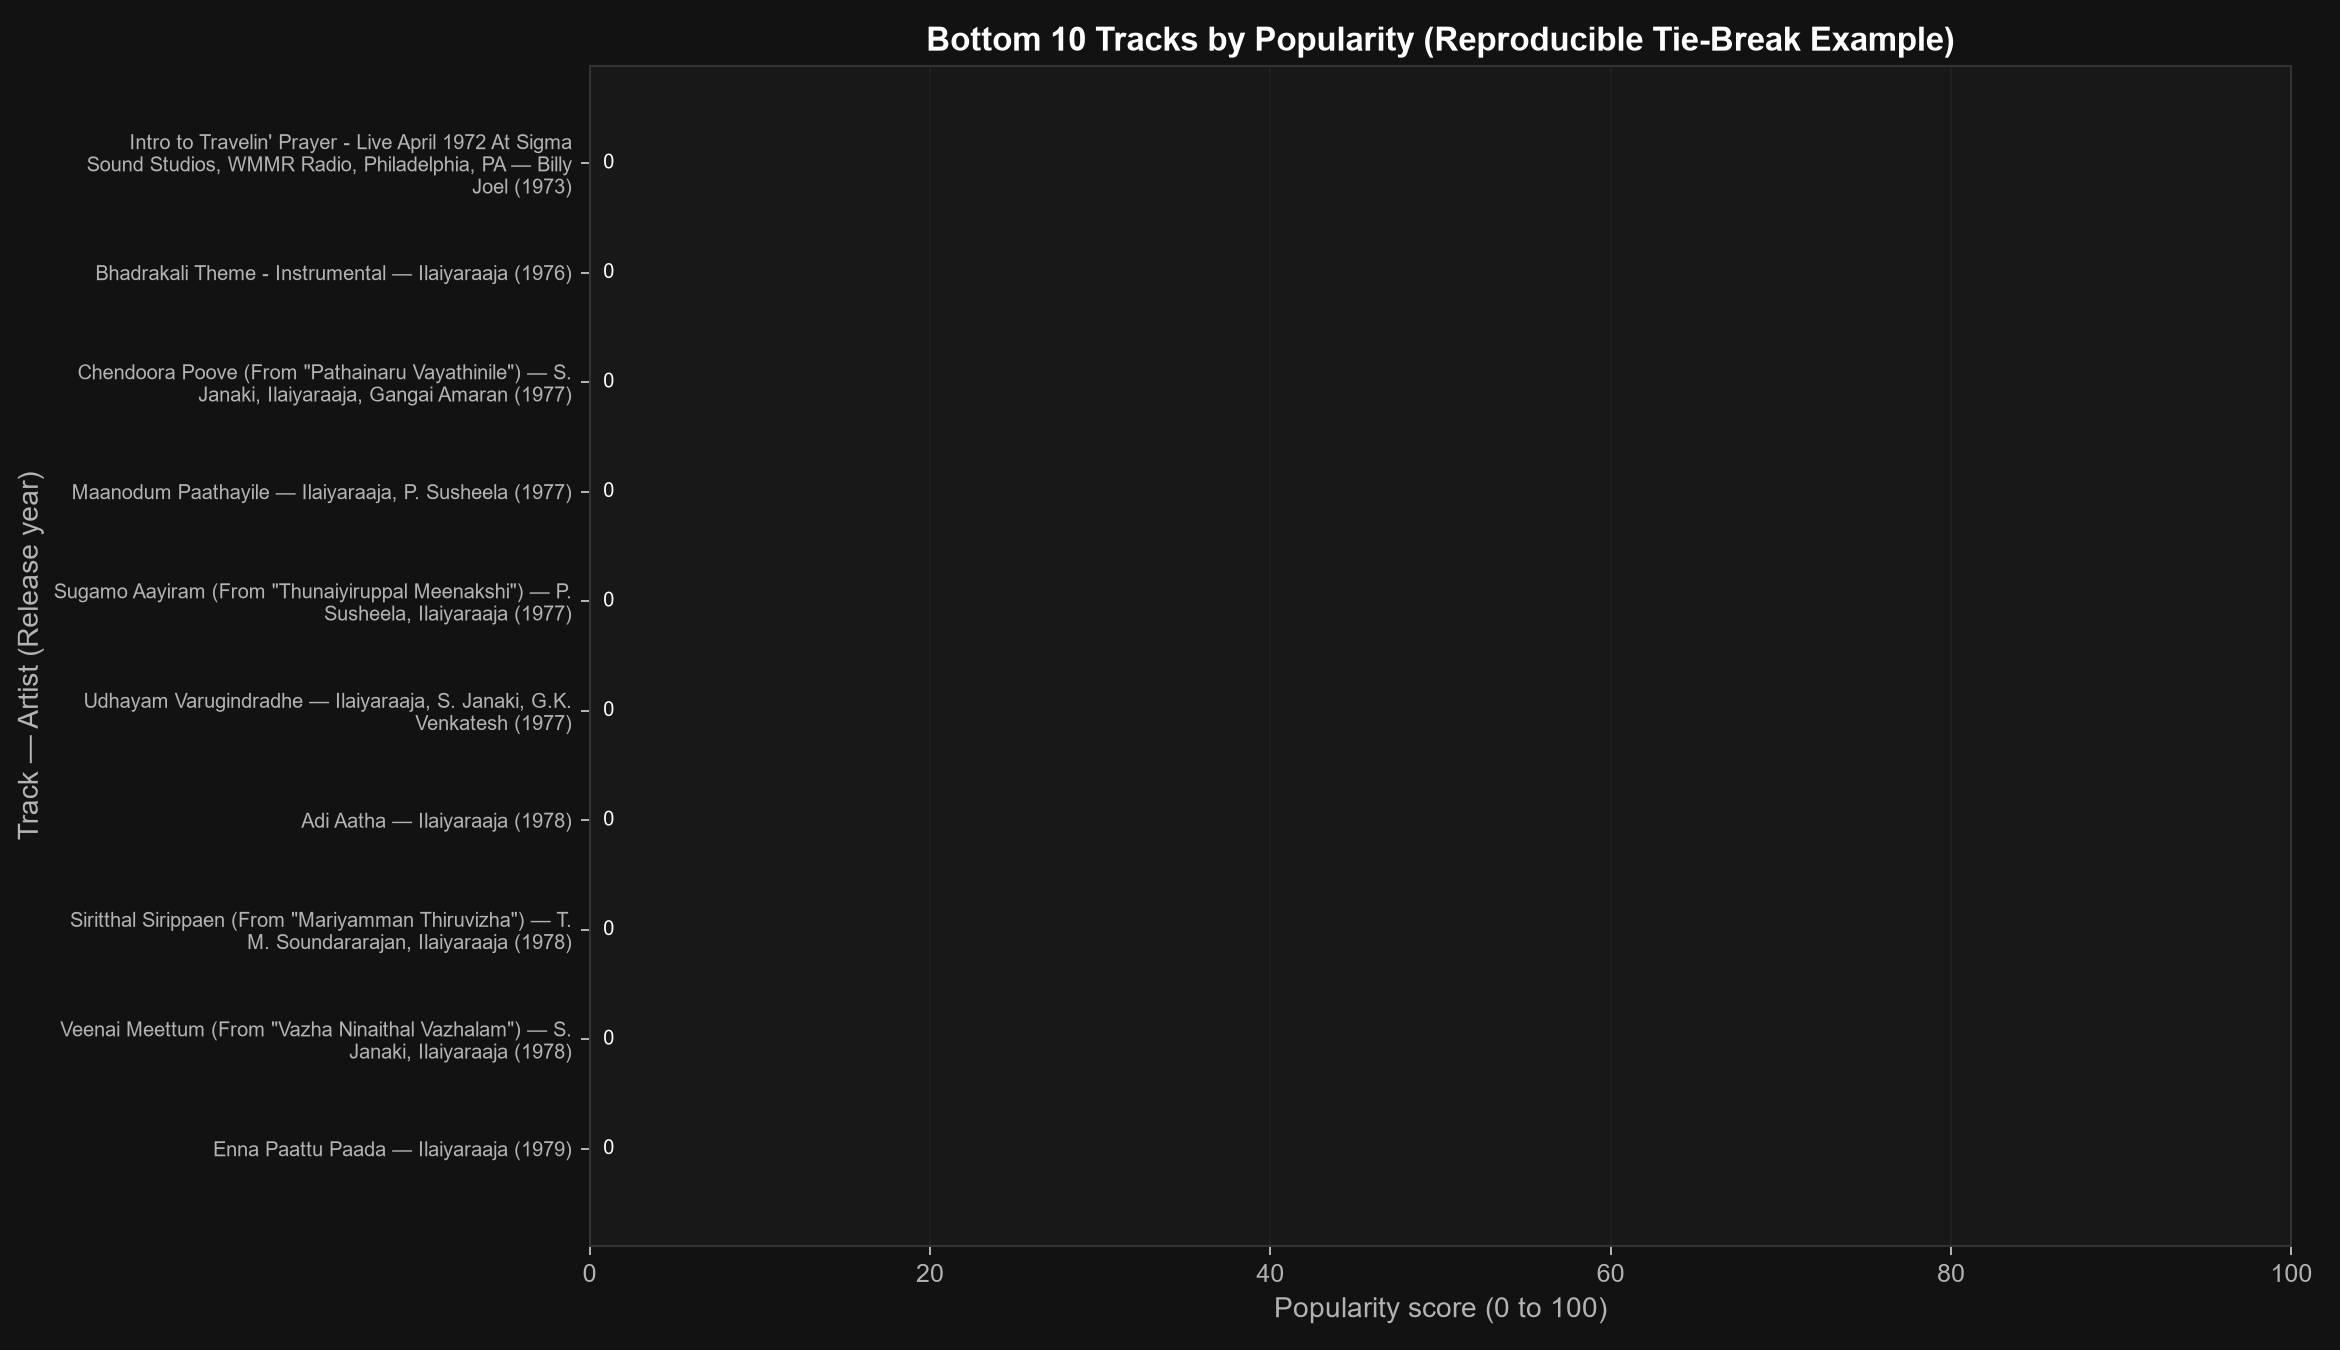 Bottom 10 Tracks by Popularity (Reproducible Tie-Break Example)
Track — Artist (Release year)
Intro to Travelin' Prayer - Live April 1972 At Sigma
Sound Studios, WMMR Radio, Philadelphia, PA — Billy
Joel (1973)
0
Bhadrakali Theme - Instrumental — Ilaiyaraaja (1976)
0
Chendoora Poove (From "Pathainaru Vayathinile") — S.
Janaki, Ilaiyaraaja, Gangai Amaran (1977)
0
Maanodum Paathayile — Ilaiyaraaja, P. Susheela (1977)
0
Sugamo Aayiram (From "Thunaiyiruppal Meenakshi") — P.
Susheela, Ilaiyaraaja (1977)
0
Udhayam Varugindradhe — Ilaiyaraaja, S. Janaki, G.K.
Venkatesh (1977)
0
Adi Aatha — Ilaiyaraaja (1978)
0
Siritthal Sirippaen (From "Mariyamman Thiruvizha") — T.
M. Soundararajan, Ilaiyaraaja (1978)
0
Veenai Meettum (From "Vazha Ninaithal Vazhalam") — S.
Janaki, Ilaiyaraaja (1978)
0
Enna Paattu Paada — Ilaiyaraaja (1979)
0
0 20 40 60 80 100
Popularity score (0 to 100)